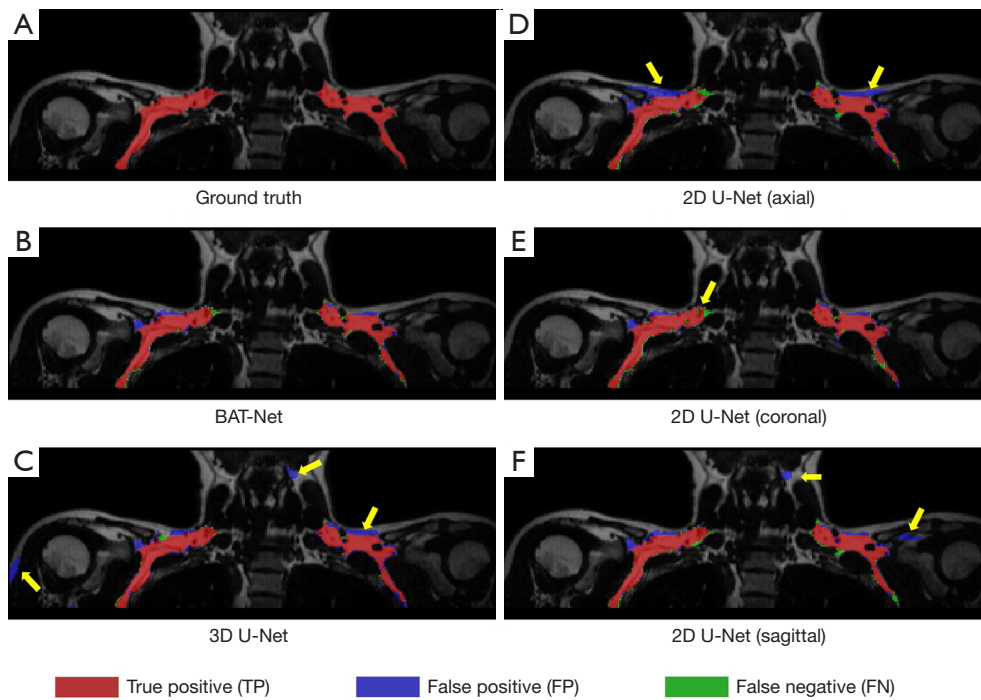 A
Ground truth
B
BAT-Net
C
3D U-Net
D
2D U-Net (axial)
E
2D U-Net (coronal)
F
2D U-Net (sagittal)
True positive (TP)
False positive (FP)
False negative (FN)